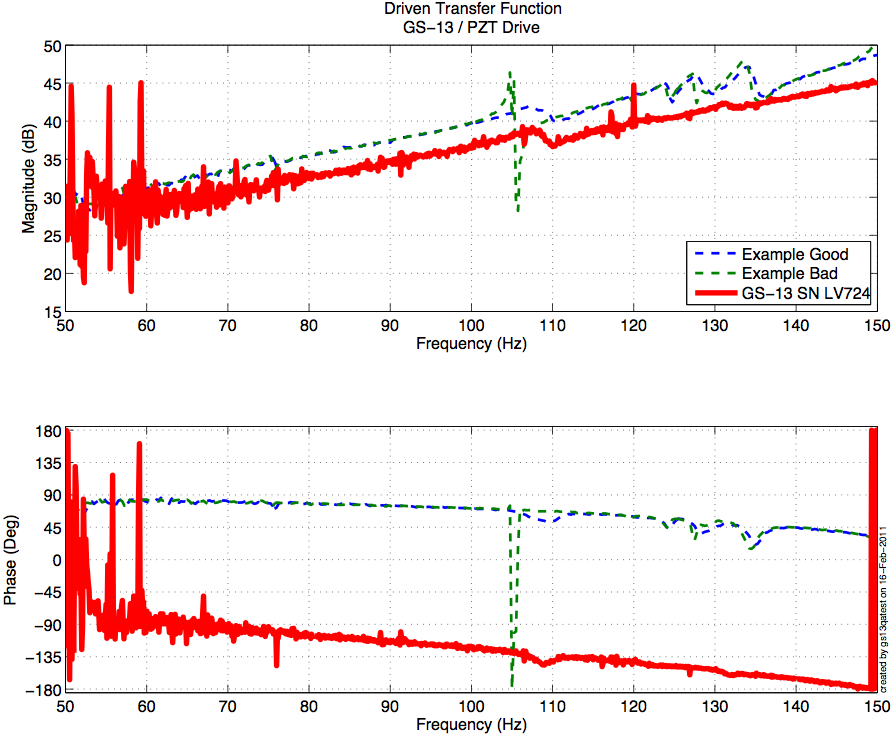 Driven Transfer Function
GS−13 / PZT Drive
50
45
40
35
30
25
20
15
Magnitude (dB)
Example Good
Example Bad
GS−13 SN LV724
50 60 70 80 90 100 110 120 130 140 150
Frequency (Hz)
180
135
90
45
0
−45
−90
−135
−180
Phase (Deg)
created by gs13qatest on 16−Feb−2011
50 60 70 80 90 100 110 120 130 140 150
Frequency (Hz)